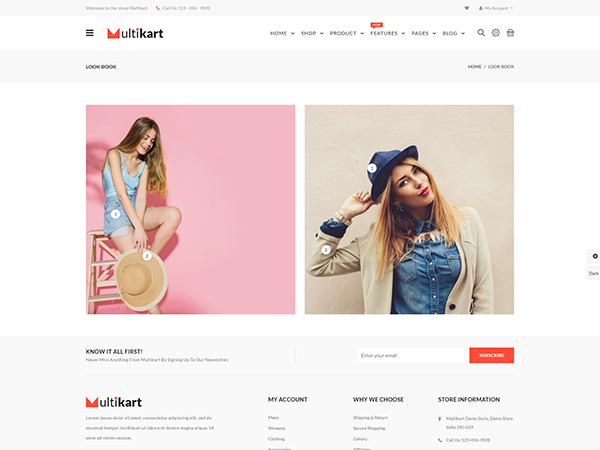 Welcome to Our store Multikart
Call Us: 123 - 456 - 7890
My Account
Multikart
HOME
SHOP
PRODUCT
NEW
FEATURES
PAGES
BLOG
LOOK BOOK
HOME / LOOK BOOK
1
2
1
2
Dark
KNOW IT ALL FIRST!
Never Miss Anything From Multikart By Signing Up To Our Newsletter.
Enter your email
SUBSCRIBE
Multikart
Lorem ipsum dolor sit amet, consectetur
adipiscing elit, sed do eiusmod
incididunt ut labore et dolore magna aliqua. Ut
enim ad minim veniam,
MY ACCOUNT
Mens
Womens
Clothing
Accessories
WHY WE CHOOSE
Shipping & Return
Secure Shopping
Gallary
Affiliates
STORE INFORMATION
Multikart Demo Store, Demo Store
India 345-659
Call Us: 123-456-7898